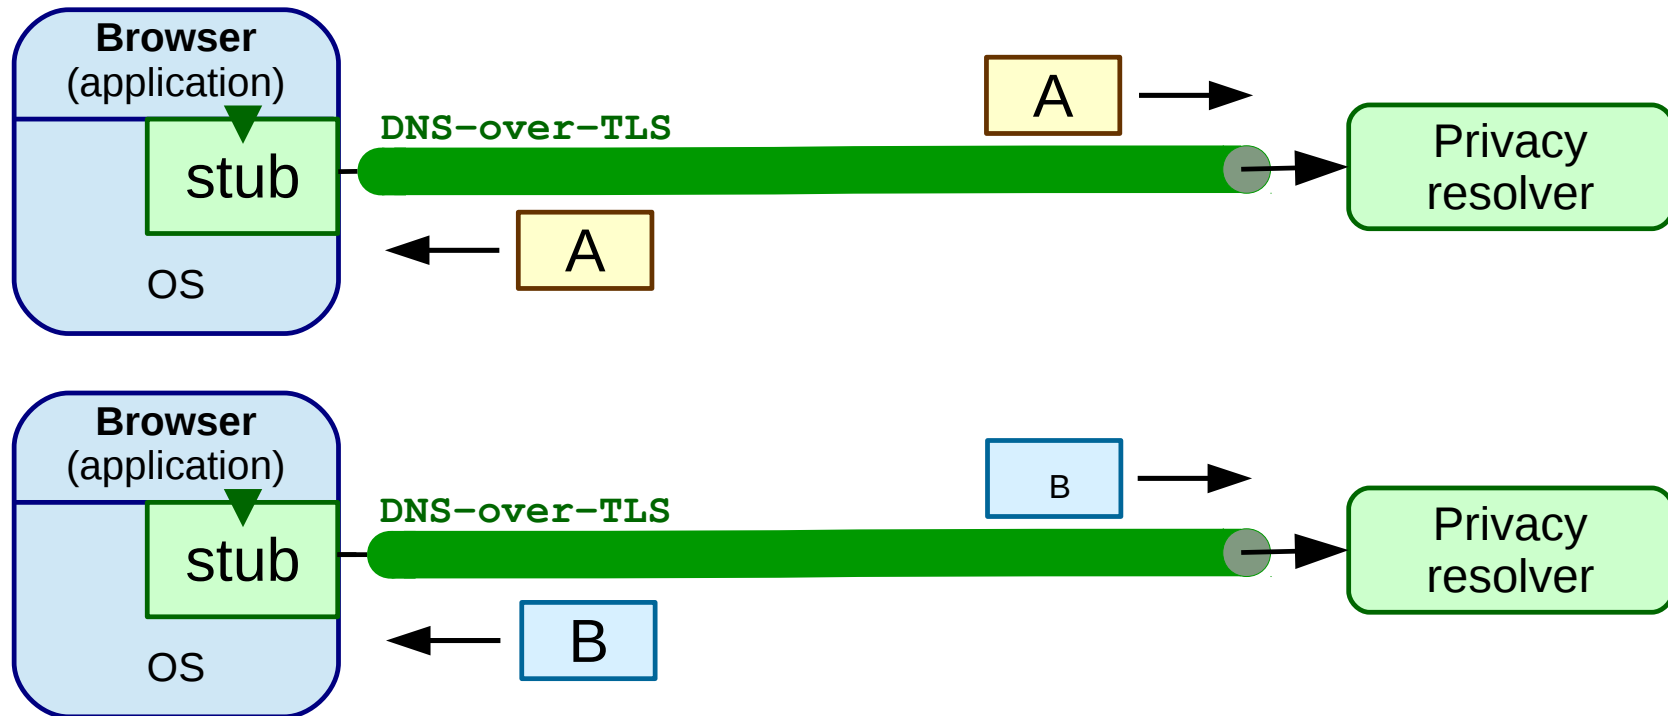 Browser
(application)
A
DNS-over-TLS
Privacy
stub
resolver
A
OS
Browser
(application)
B
DNS-over-TLS
Privacy
stub
resolver
B
OS